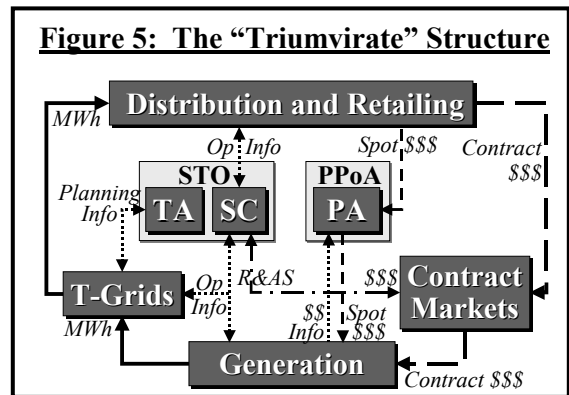 Figure 5: The “Triumvirate” Structure
Distribution and Retailing
MWh
Op Info
Spot $$$
Contract
$$$
STO
PPoA
Planning
Info
TA
SC
PA
R&AS
$$$
T-Grids
Op
Info
Contract
Markets
$$
Info
Spot
$$$
MWh
Generation
Contract $$$